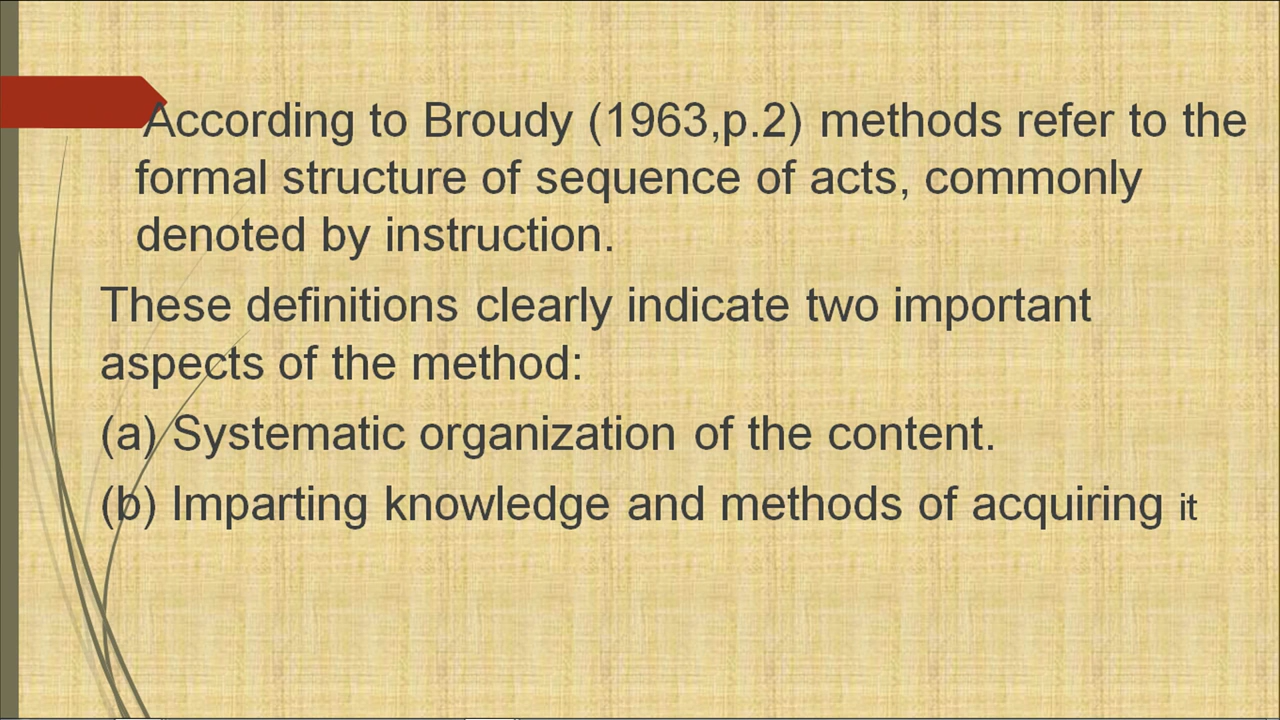 According to Broudy (1963,p.2) methods refer to the
formal structure of sequence of acts, commonly
denoted by instruction.
These definitions clearly indicate two important
aspects of the method:
(a) Systematic organization of the content.
(b) Imparting knowledge and methods of acquiring it